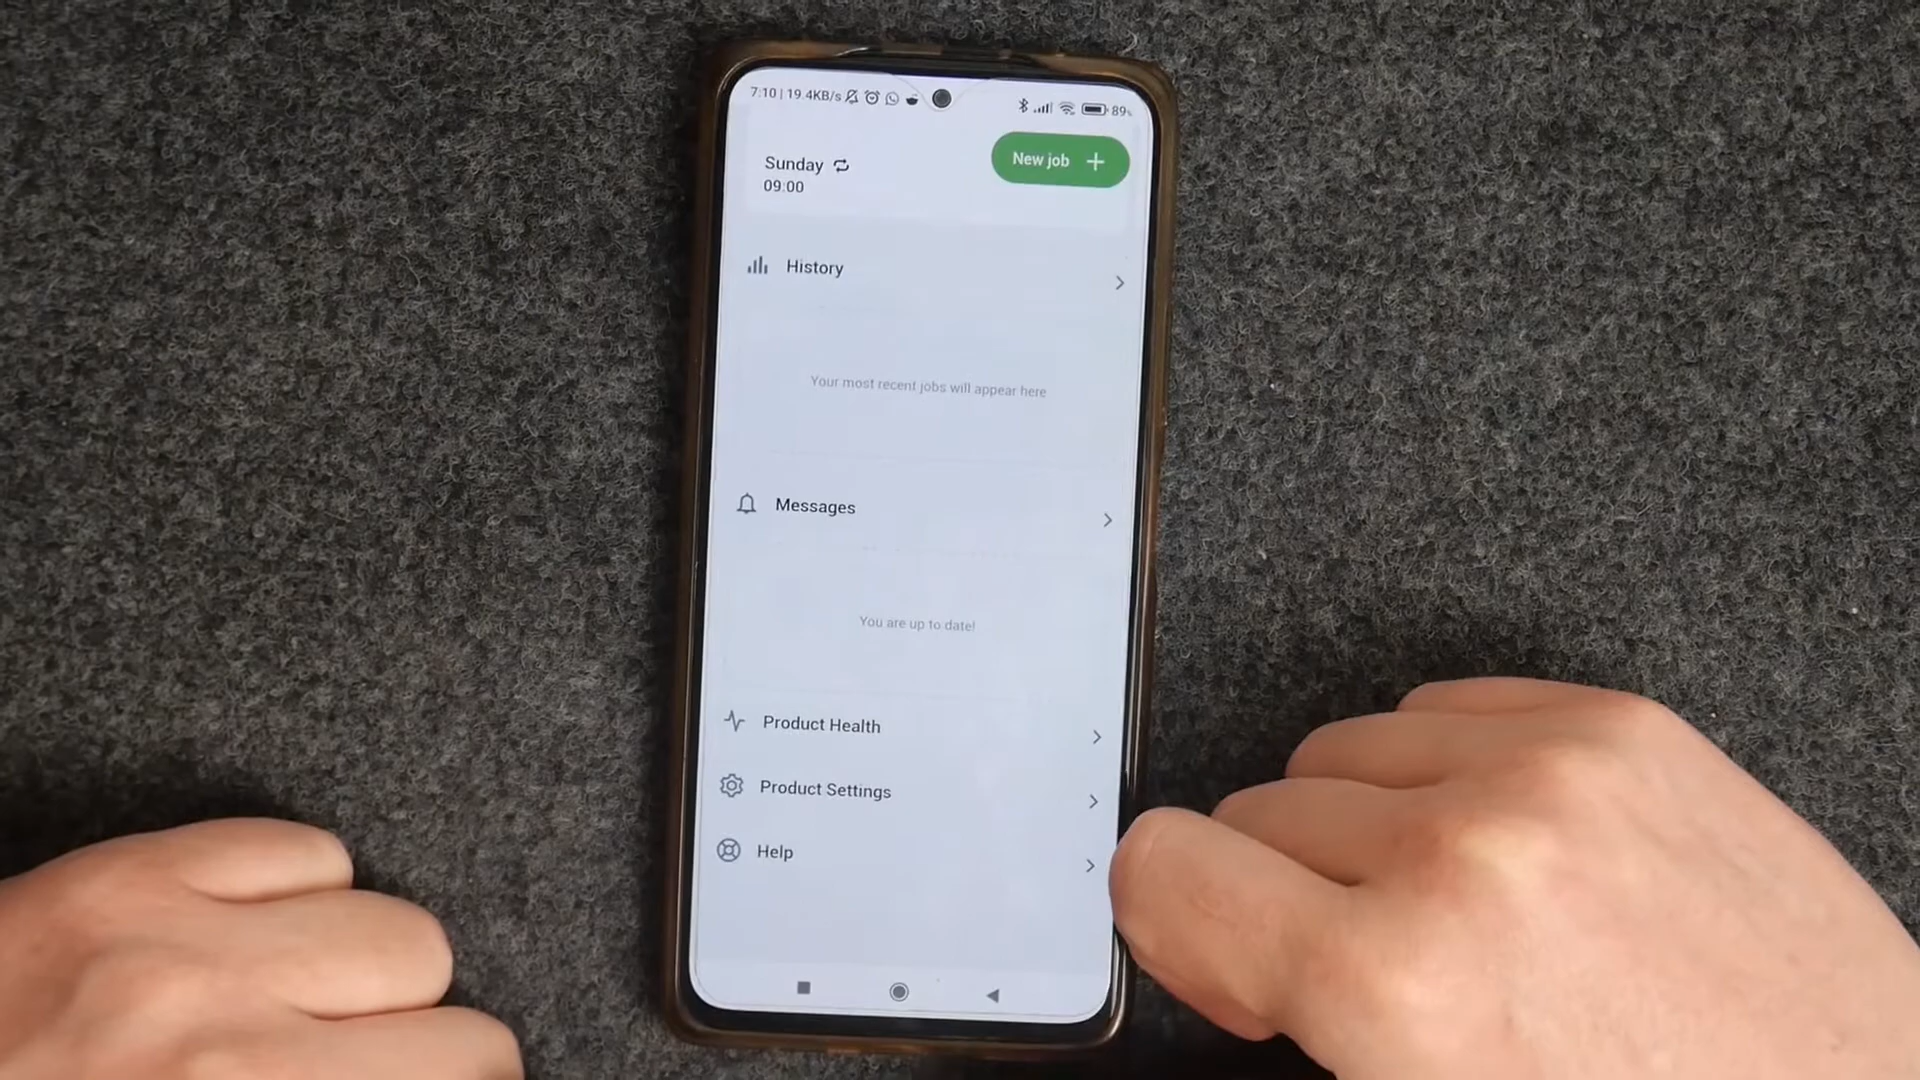 7:10 | 19.4KB/s
89%
Sunday
09:00
New job +
History
Your most recent jobs will appear here
Messages
You are up to date!
Product Health
Product Settings
Help